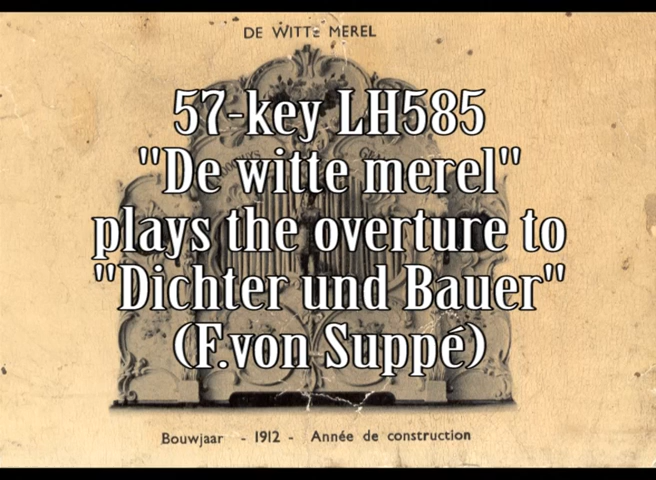 DE WITTE MEREL
57-key LH585
"De witte merel"
plays the overture to
"Dichter und Bauer"
(F.von Suppé)
Bouwjaar - 1912 - Année de construction